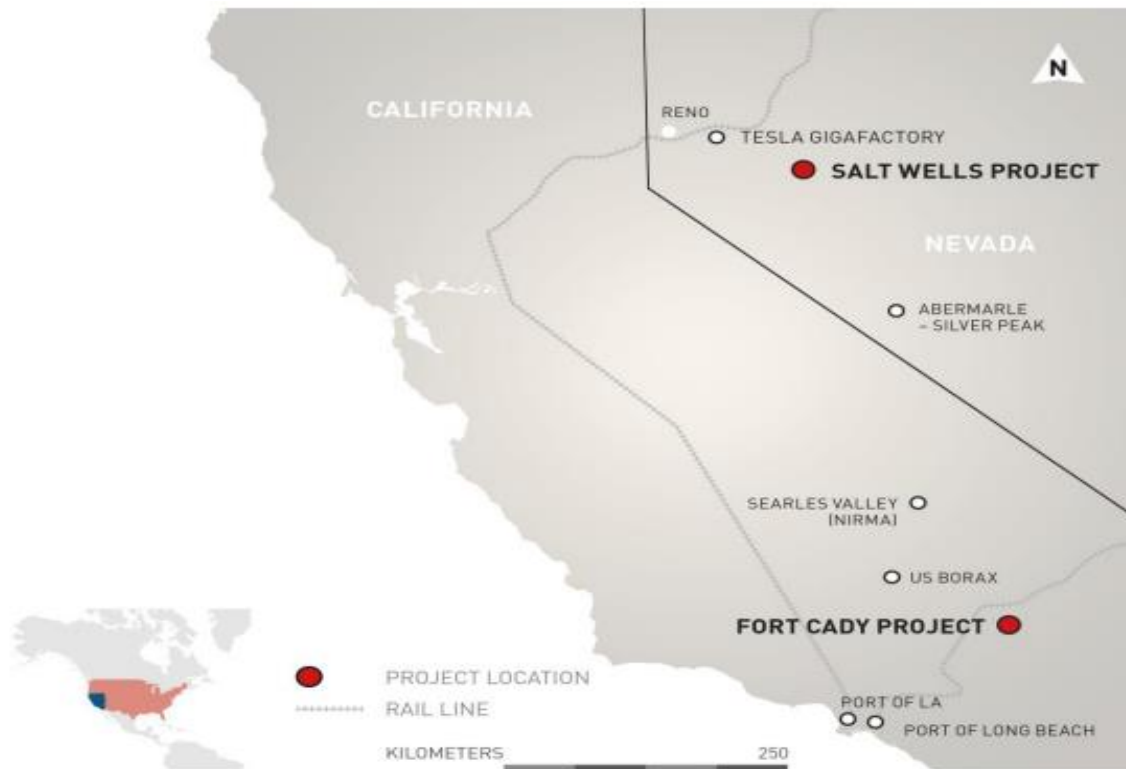 N
CALIFORNIA
RENO
TESLA GIGAFACTORY
SALT WELLS PROJECT
NEVADA
ABERMARLE
– SILVER PEAK
SEARLES VALLEY
(NIRMA)
US BORAX
FORT CADY PROJECT
PROJECT LOCATION
RAIL LINE
PORT OF LA
PORT OF LONG BEACH
KILOMETERS
250